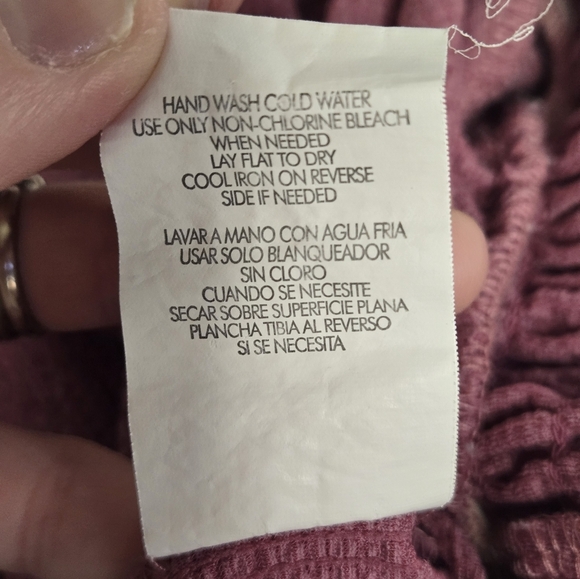 HAND WASH COLD WATER
USE ONLY NON-CHLORINE BLEACH
WHEN NEEDED
LAY FLAT TO DRY
COOL IRON ON REVERSE
SIDE IF NEEDED
LAVAR A MANO CON AGUA FRIA
USAR SOLO BLANQUEADOR
SIN CLORO
CUANDO SE NECESITE
SECAR SOBRE SUPERFICIE PLANA
PLANCHA TIBIA AL REVERSO
SI SE NECESITA